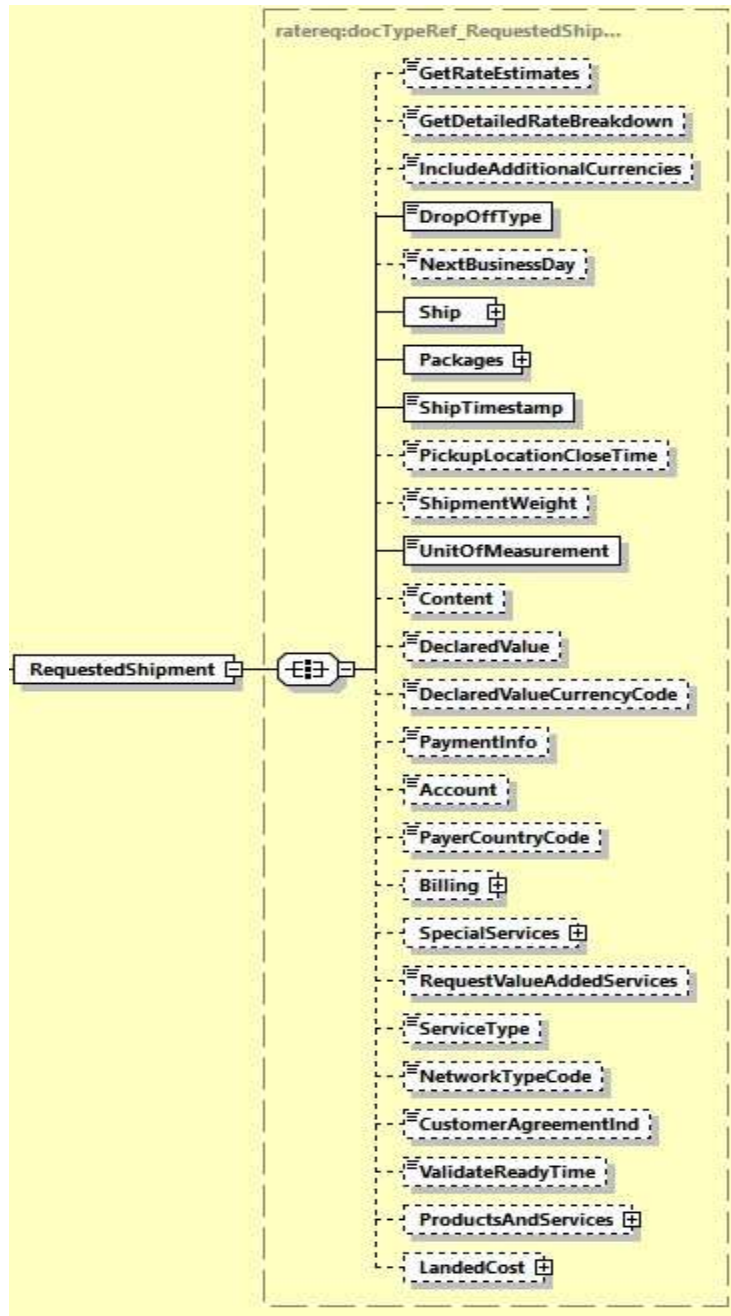 ratereq:docTypeRef_RequestedShip...
GetRateEstimates
GetDetailedRateBreakdown
IncludeAdditionalCurrencies
DropOffType
NextBusinessDay
Ship
Packages
ShipTimestamp
PickupLocationCloseTime
ShipmentWeight
UnitOfMeasurement
Content
DeclaredValue
RequestedShipment
DeclaredValueCurrencyCode
PaymentInfo
Account
PayerCountryCode
Billing
SpecialServices
RequestValueAddedServices
ServiceType
NetworkTypeCode
CustomerAgreementInd
ValidateReadyTime
ProductsAndServices
LandedCost